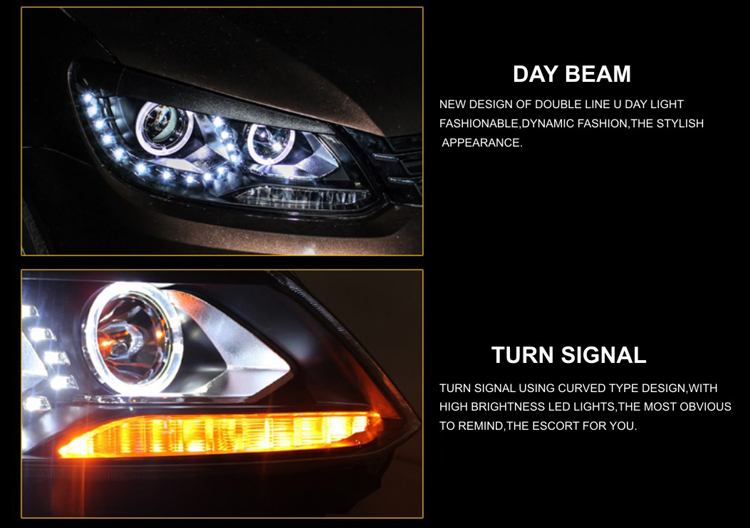 DAY BEAM
NEW DESIGN OF DOUBLE LINE U DAY LIGHT
FASHIONABLE,DYNAMIC FASHION,THE STYLISH
APPEARANCE.
TURN SIGNAL
TURN SIGNAL USING CURVED TYPE DESIGN,WITH
HIGH BRIGHTNESS LED LIGHTS,THE MOST OBVIOUS
TO REMIND,THE ESCORT FOR YOU.